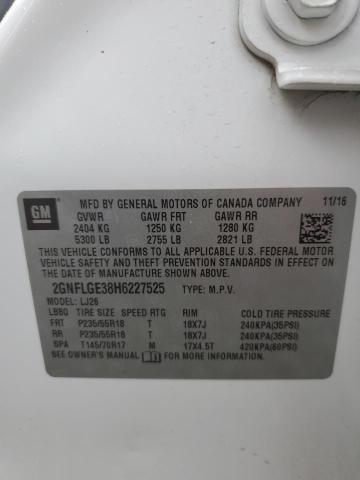 GM
MFD BY GENERAL MOTORS OF CANADA COMPANY 11/16
GVWR GAWR FRT GAWR RR
2404 KG 1250 KG 1280 KG
5300 LB 2755 LB 2821 LB
THIS VEHICLE CONFORMS TO ALL APPLICABLE U.S. FEDERAL MOTOR
VEHICLE SAFETY AND THEFT PREVENTION STANDARDS IN EFFECT
ON THE DATE OF MANUFACTURE SHOWN ABOVE.
2GNFLGE38H6227525 TYPE: M.P.V.
MODEL: LJ26
LBBQ TIRE SIZE SPEED RTG RIM COLD TIRE PRESSURE
FRT P235/55R18 T 18X7J 240KPA(35PSI)
RR P235/55R18 T 18X7J 240KPA(35PSI)
SPA T145/70R17 M 17X4.5T 420KPA(60PSI)
SEE OWNER'S MANUAL FOR MORE INFORMATION.